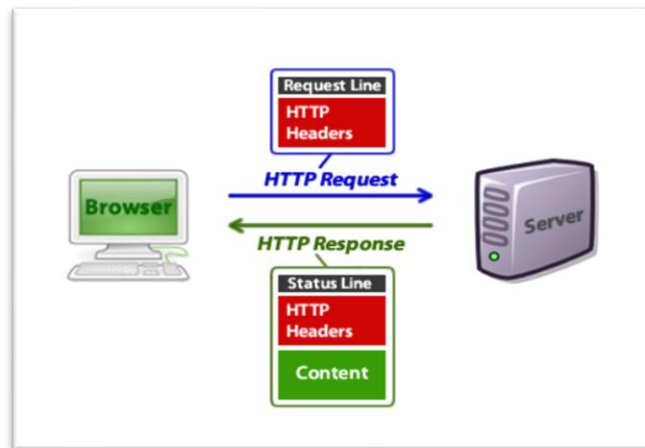 Request Line
HTTP
Headers
HTTP Request
Browser
Server
HTTP Response
Status Line
HTTP
Headers
Content